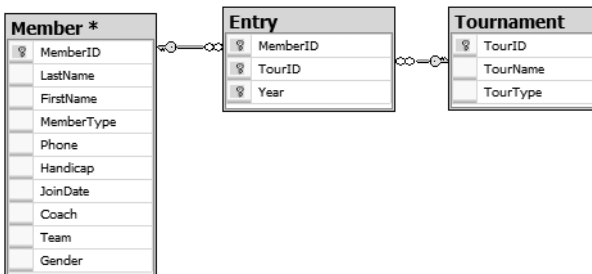 Member *
MemberID
LastName
FirstName
MemberType
Phone
Handicap
JoinDate
Coach
Team
Gender
Entry
MemberID
TourID
Year
Tournament
TourID
TourName
TourType